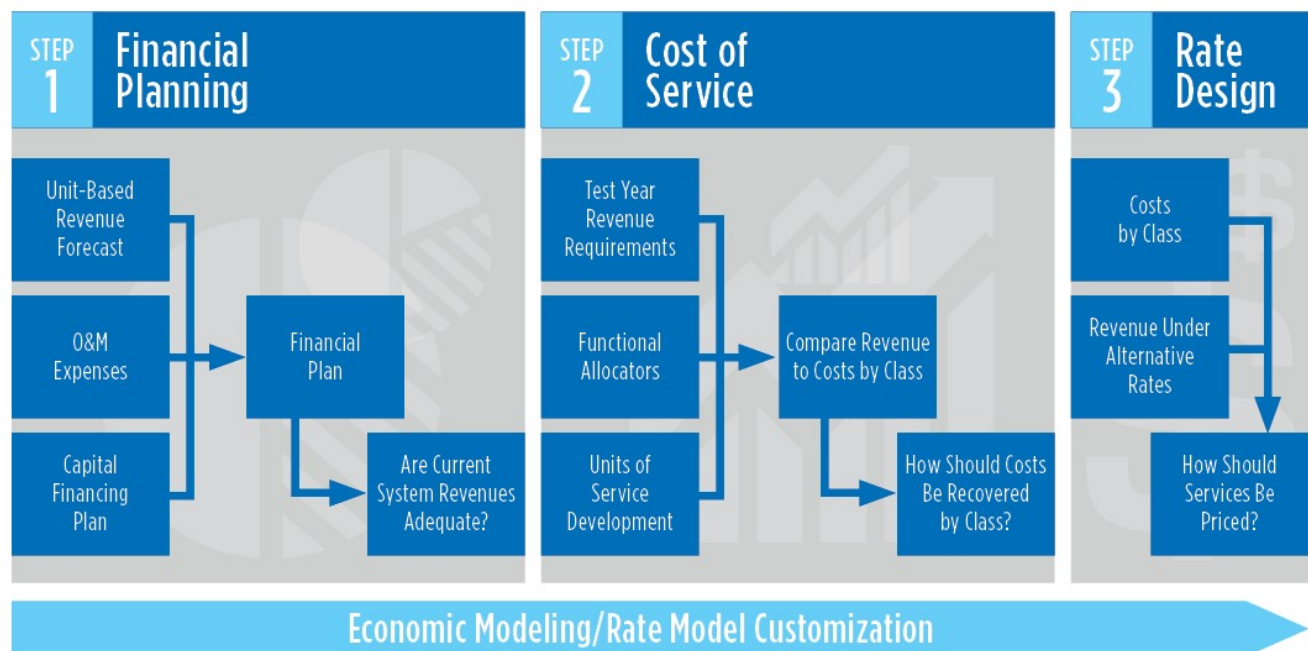 STEP
1
Financial
Planning
Unit-Based
Revenue
Forecast
O&M
Expenses
Capital
Financing
Plan
Financial
Plan
Are Current
System Revenues
Adequate?
STEP
2
Cost of
Service
Test Year
Revenue
Requirements
Functional
Allocators
Units of
Service
Development
Compare Revenue
to Costs by Class
How Should Costs
Be Recovered
by Class?
STEP
3
Rate
Design
Costs
by Class
Revenue Under
Alternative
Rates
How Should
Services Be
Priced?
Economic Modeling/Rate Model Customization